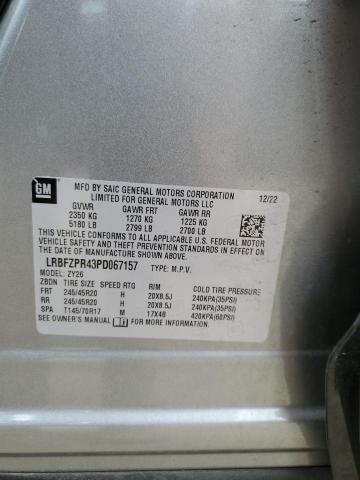 GM
MFD BY SAIC GENERAL MOTORS CORPORATION
LIMITED FOR GENERAL MOTORS LLC 12/22
GVWR GAWR FRT GAWR RR
2350 KG 1270 KG 1225 KG
5180 LB 2799 LB 2700 LB
THIS VEHICLE CONFORMS TO ALL APPLICABLE U.S. FEDERAL
MOTOR VEHICLE SAFETY, BUMPER, AND THEFT PREVENTION STANDARDS
IN EFFECT ON THE DATE OF MANUFACTURE SHOWN ABOVE.
LRBFZPR43PD067157 TYPE: M.P.V.
ZBDN ZY26
TIRE SIZE SPEED RTG RIM COLD TIRE PRESSURE
FRT 245/45R20 H 20X8.5J 240KPA(35PSI)
RR 245/45R20 H 20X8.5J 240KPA(35PSI)
SPA T145/70R17 M 17X4B 420KPA(60PSI)
SEE OWNER'S MANUAL FOR ADDITIONAL INFORMATION.